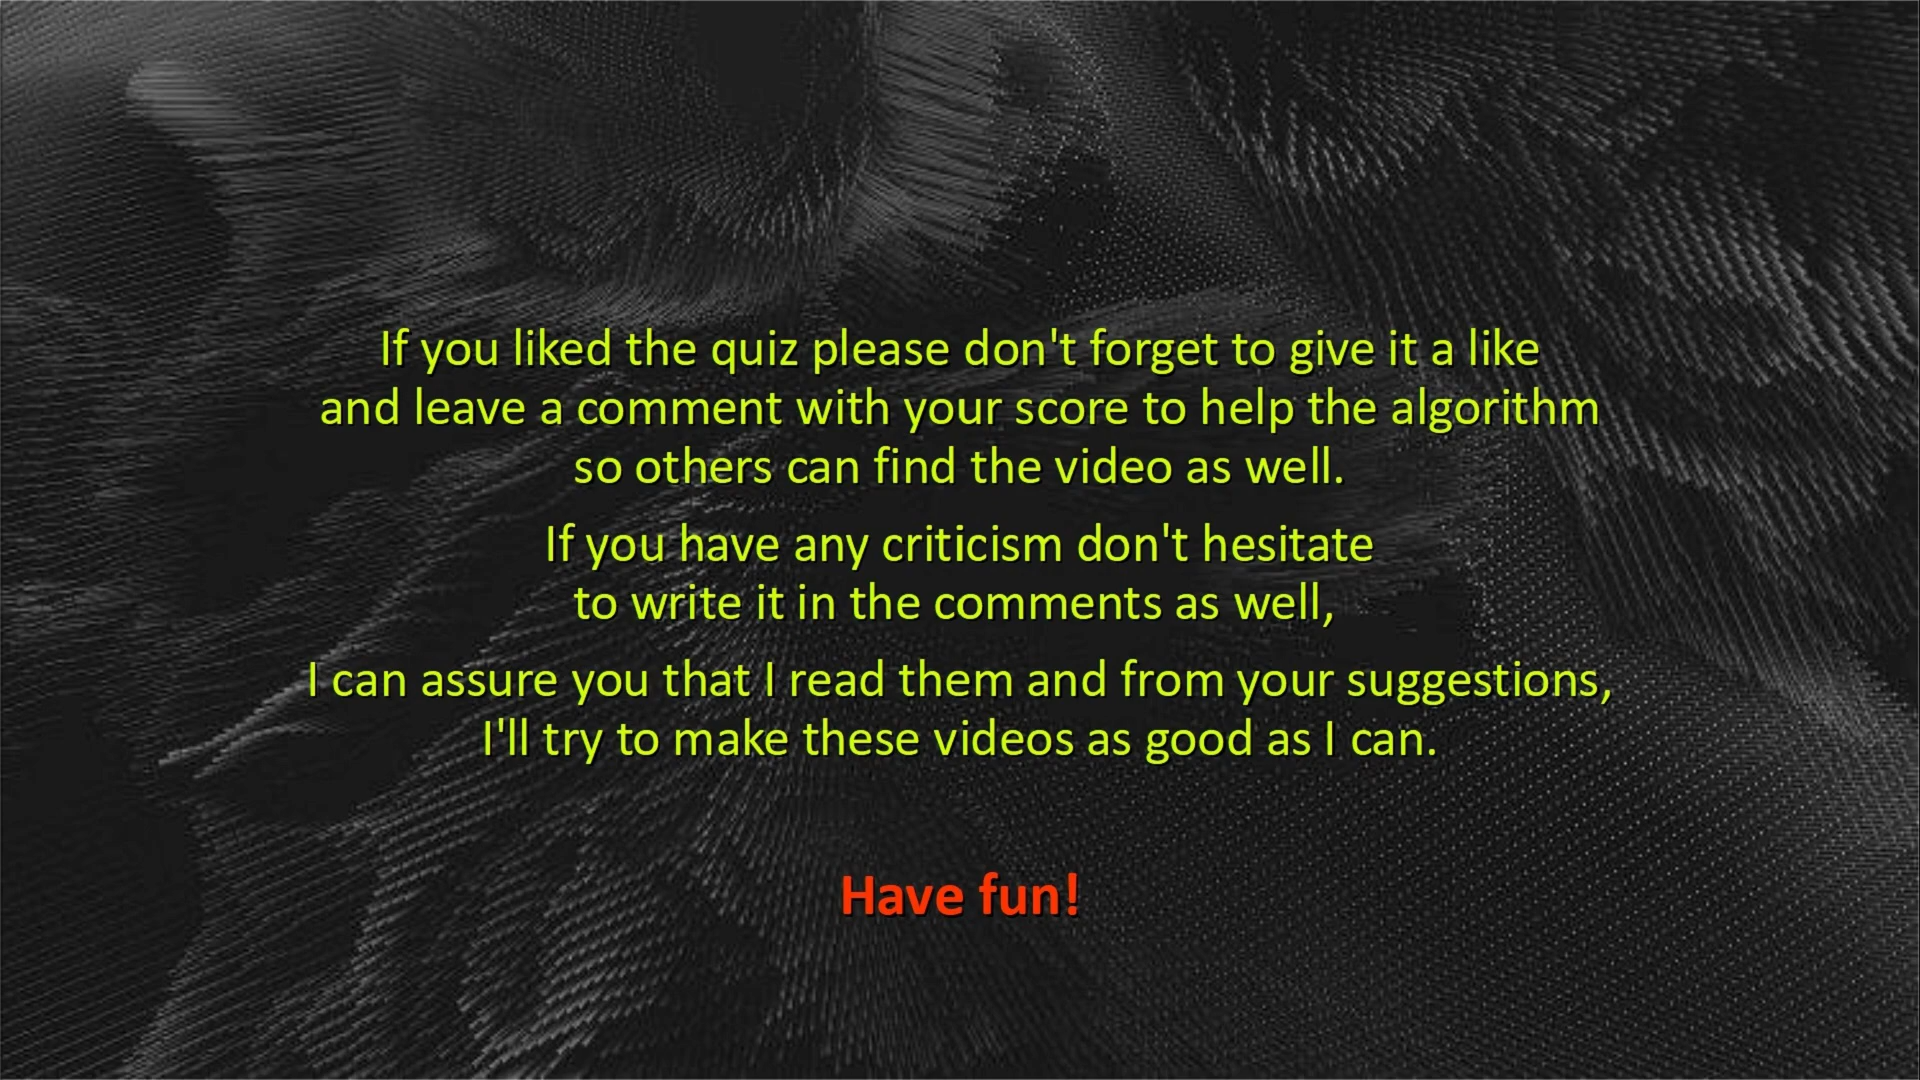 If you liked the quiz please don't forget to give it a like
and leave a comment with your score to help the algorithm
so others can find the video as well.
If you have any criticism don't hesitate
to write it in the comments as well,
I can assure you that I read them and from your suggestions,
I'll try to make these videos as good as I can.
Have fun!